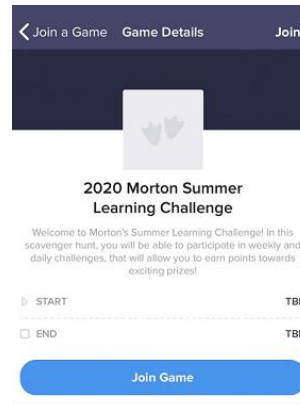 Join a Game Game Details Join
2020 Morton Summer
Learning Challenge
Welcome to Morton's Summer Learning Challenge! In this
scavenger hunt, you will be able to participate in weekly and
daily challenges, that will allow you to earn points towards
exciting prizes!
START TB
END TB
Join Game